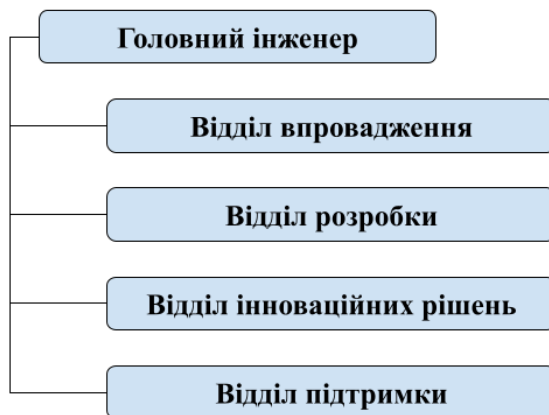 Головний інженер
Відділ впровадження
Відділ розробки
Відділ інноваційних рішень
Відділ підтримки